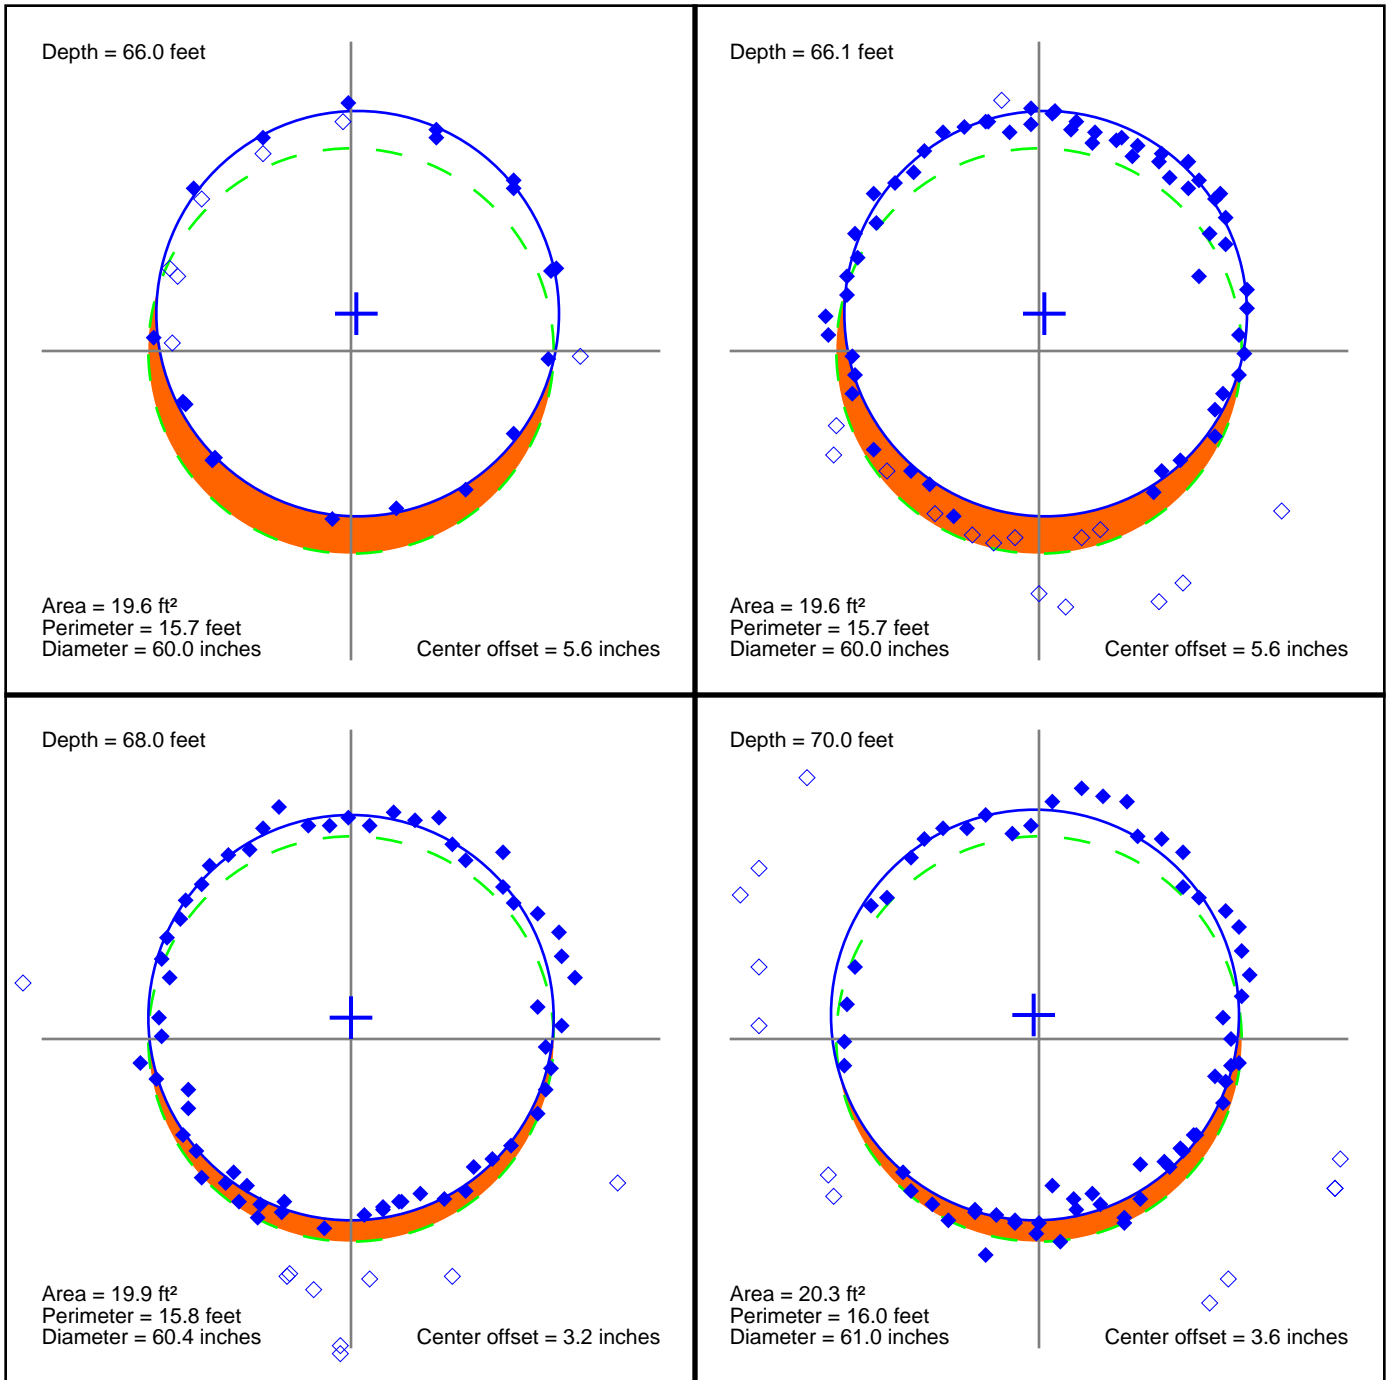 Depth = 66.0 feet
Area = 19.6 ft²
Perimeter = 15.7 feet
Diameter = 60.0 inches
Center offset = 5.6 inches
Depth = 66.1 feet
Area = 19.6 ft²
Perimeter = 15.7 feet
Diameter = 60.0 inches
Center offset = 5.6 inches
Depth = 68.0 feet
Area = 19.9 ft²
Perimeter = 15.8 feet
Diameter = 60.4 inches
Center offset = 3.2 inches
Depth = 70.0 feet
Area = 20.3 ft²
Perimeter = 16.0 feet
Diameter = 61.0 inches
Center offset = 3.6 inches